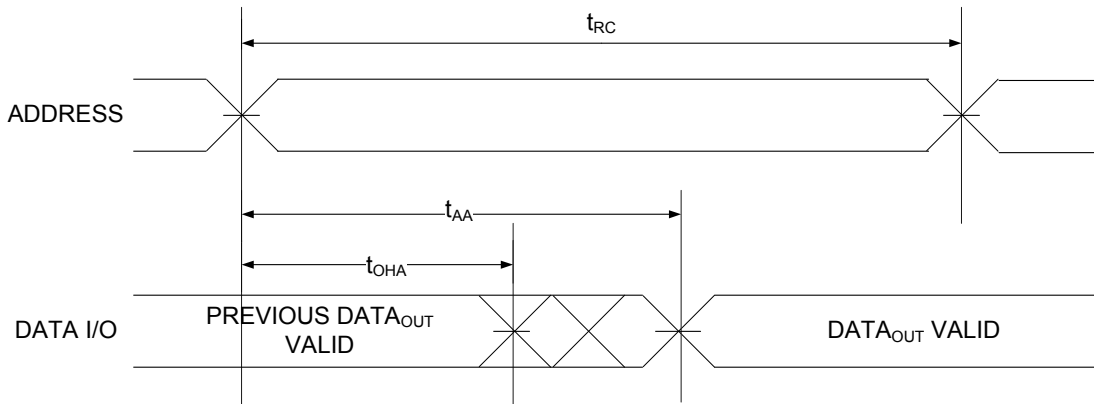 tRC
ADDRESS
tAA
tOHA
DATA I/O
PREVIOUS DATAOUT
VALID
DATAOUT VALID